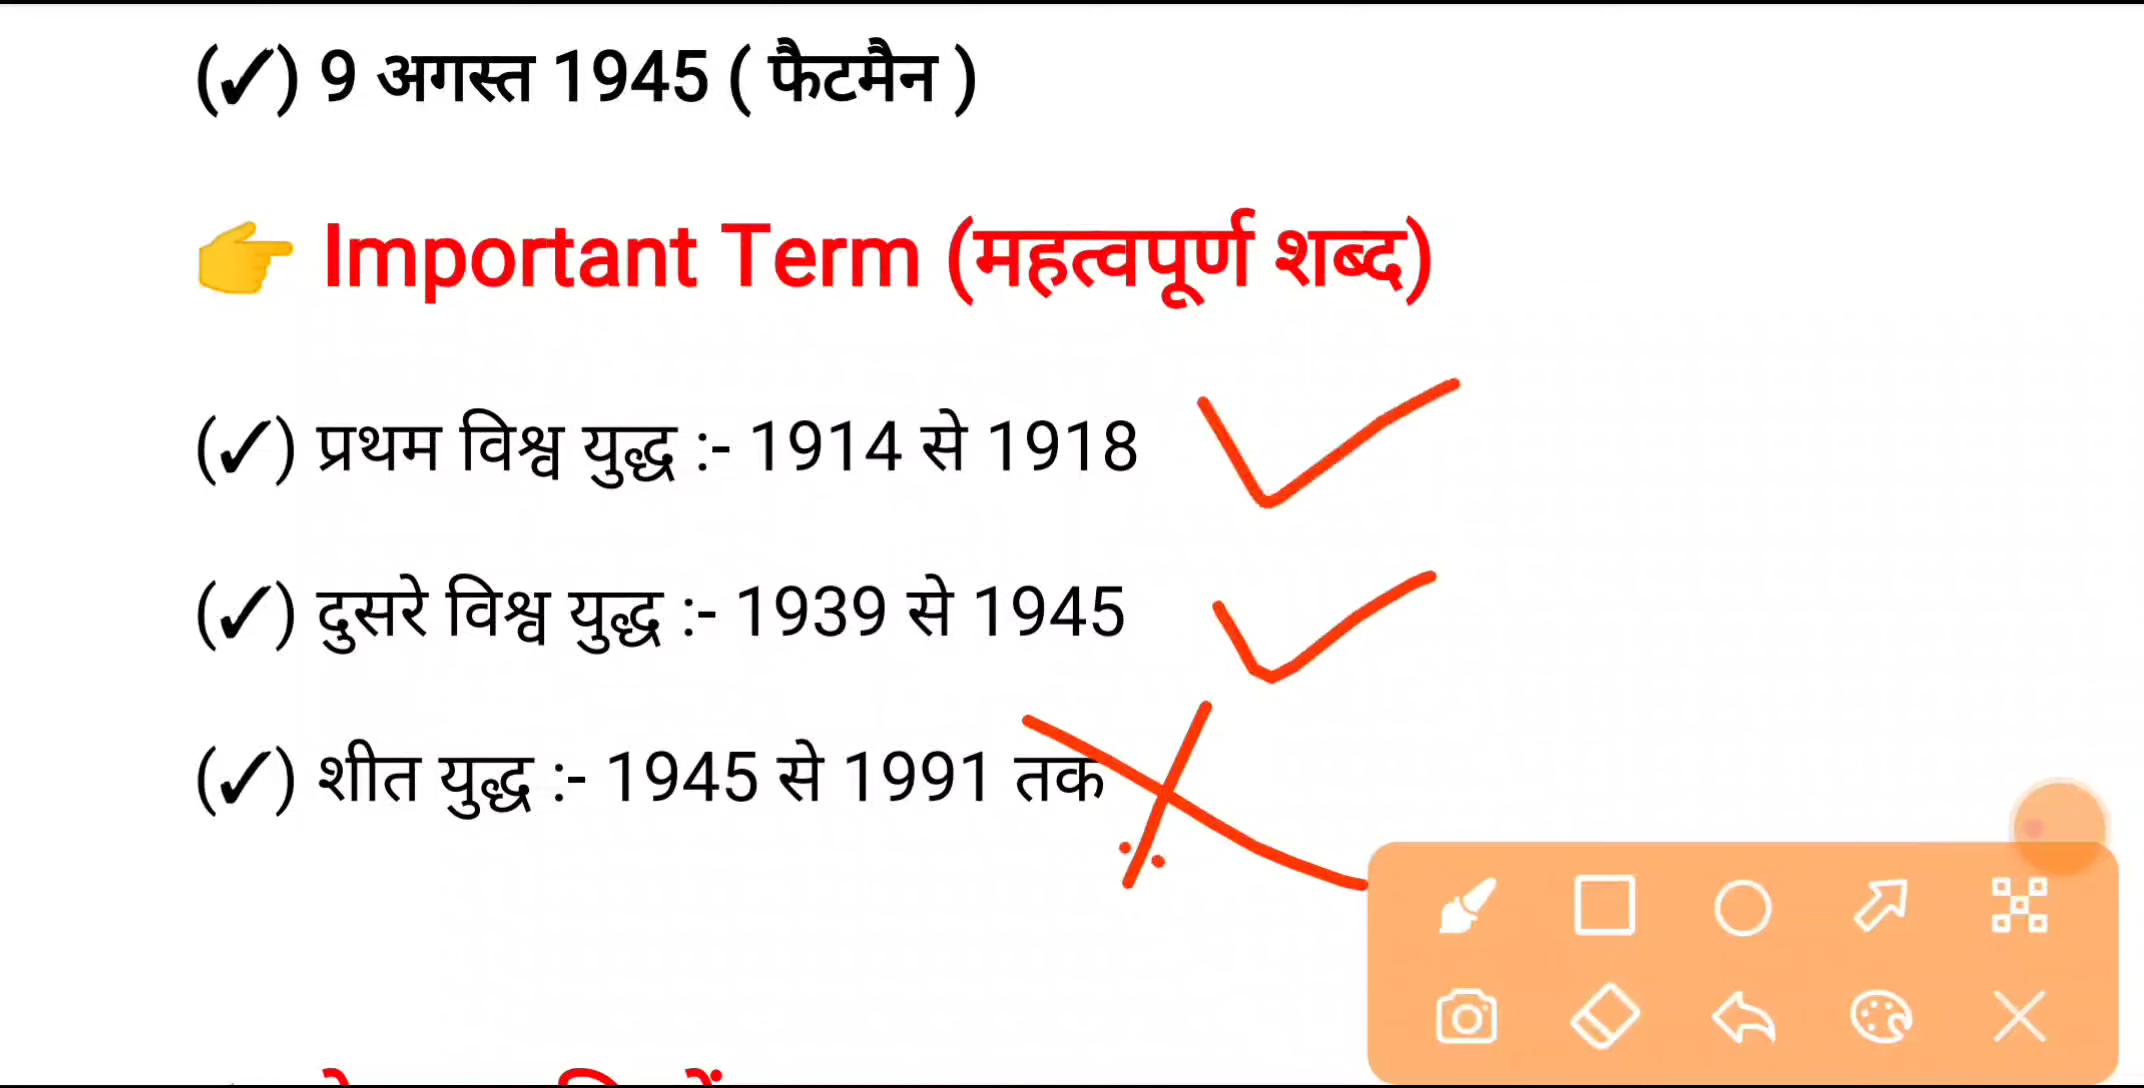 (✓) 9 अगस्त 1945 ( फैटमैन )
👉 Important Term (महत्वपूर्ण शब्द)
(✓) प्रथम विश्व युद्ध :- 1914 से 1918
(✓) दुसरे विश्व युद्ध :- 1939 से 1945
(✓) शीत युद्ध :- 1945 से 1991 तक